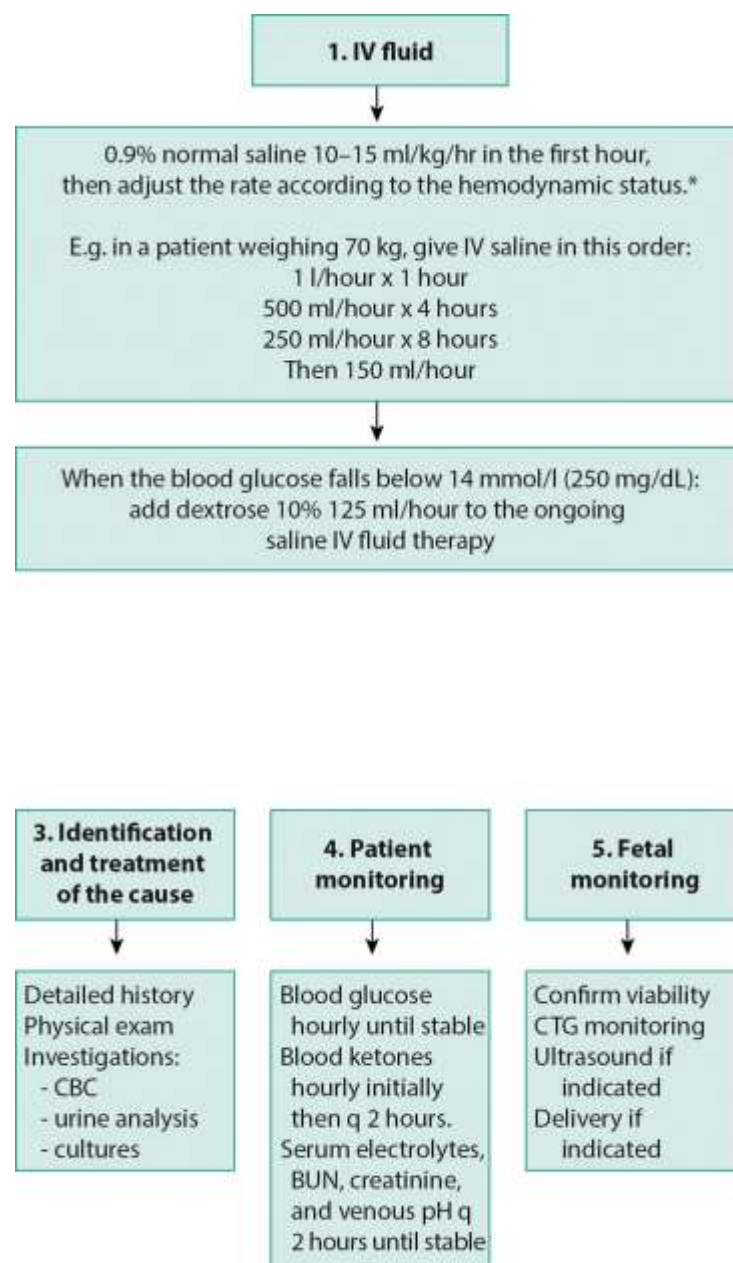 1. IV fluid
0.9% normal saline 10–15 ml/kg/hr in the first hour,
then adjust the rate according to the hemodynamic status.*
E.g. in a patient weighing 70 kg, give IV saline in this order:
1 l/hour x 1 hour
500 ml/hour x 4 hours
250 ml/hour x 8 hours
Then 150 ml/hour
When the blood glucose falls below 14 mmol/l (250 mg/dL):
add dextrose 10% 125 ml/hour to the ongoing
saline IV fluid therapy
3. Identification
and treatment
of the cause
Detailed history
Physical exam
Investigations:
- CBC
- urine analysis
- cultures
4. Patient
monitoring
Blood glucose
hourly until stable
Blood ketones
hourly initially
then q 2 hours.
Serum electrolytes,
BUN, creatinine,
and venous pH q
2 hours until stable
5. Fetal
monitoring
Confirm viability
CTG monitoring
Ultrasound if
indicated
Delivery if
indicated